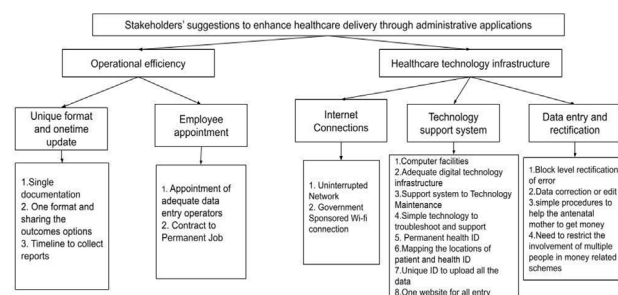 Stakeholders' suggestions to enhance healthcare delivery through administrative applications
Operational efficiency
Healthcare technology infrastructure
Unique format
and onetime
update
Employee
appointment
Internet
Connections
Technology
support system
Data entry and
rectification
1.Single
documentation
2. One format and
sharing the
outcomes options
3. Timeline to collect
reports
1. Appointment of
adequate data
entry operators
2. Contract to
Permanent Job
1. Uninterrupted
Network
2. Government
Sponsored Wi-fi
connection
1.Computer facilities
2.Adequate digital technology
infrastructure
3.Support system to Technology
Maintenance
4.Simple technology to
troubleshoot and support
5. Permanent health ID
6.Mapping the locations of
patient and health ID
7.Unique ID to upload all the
data
8.One website for all entry
1.Block level rectification
of error
2.Data correction or edit
3.simple procedures to
help the antenatal
mother to get money
4.Need to restrict the
involvement of multiple
people in money related
schemes